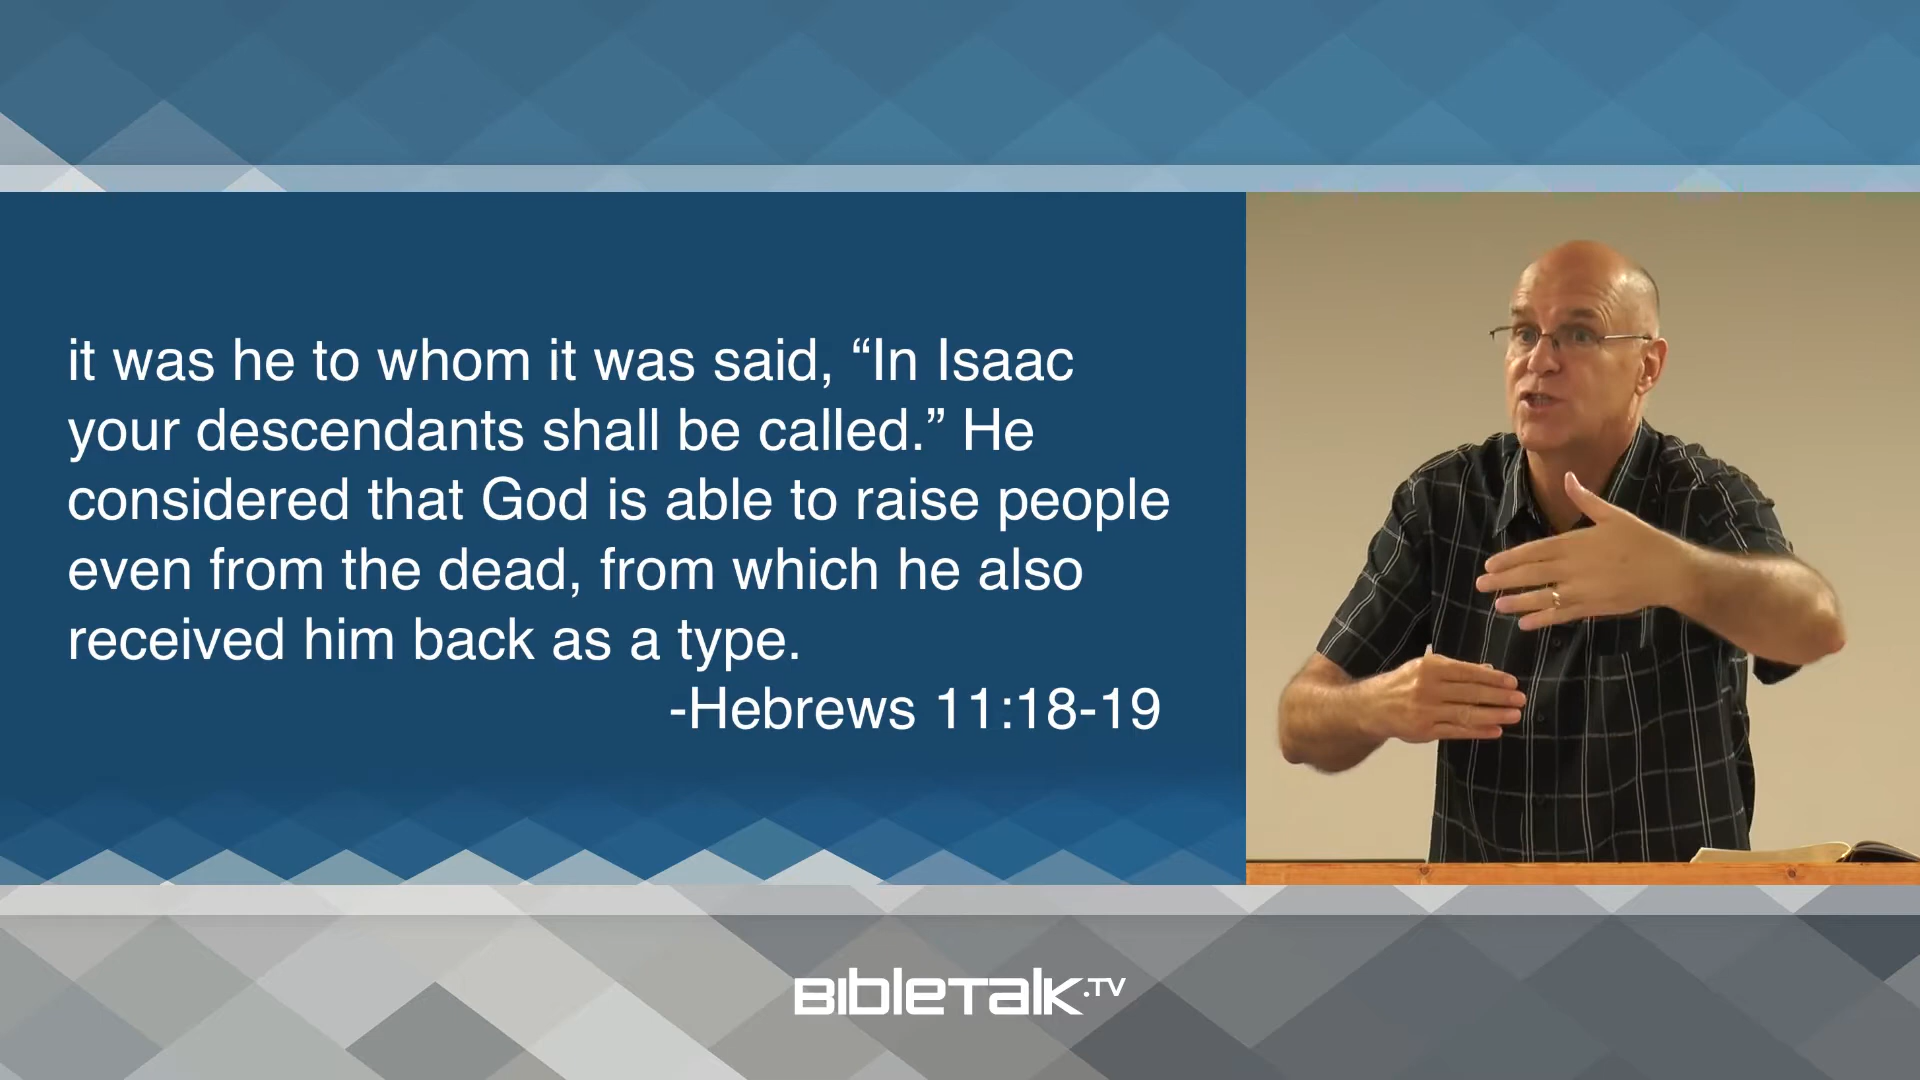 it was he to whom it was said, “In Isaac
your descendants shall be called.” He
considered that God is able to raise people
even from the dead, from which he also
received him back as a type.
-Hebrews 11:18-19
BIBLETALK.TV